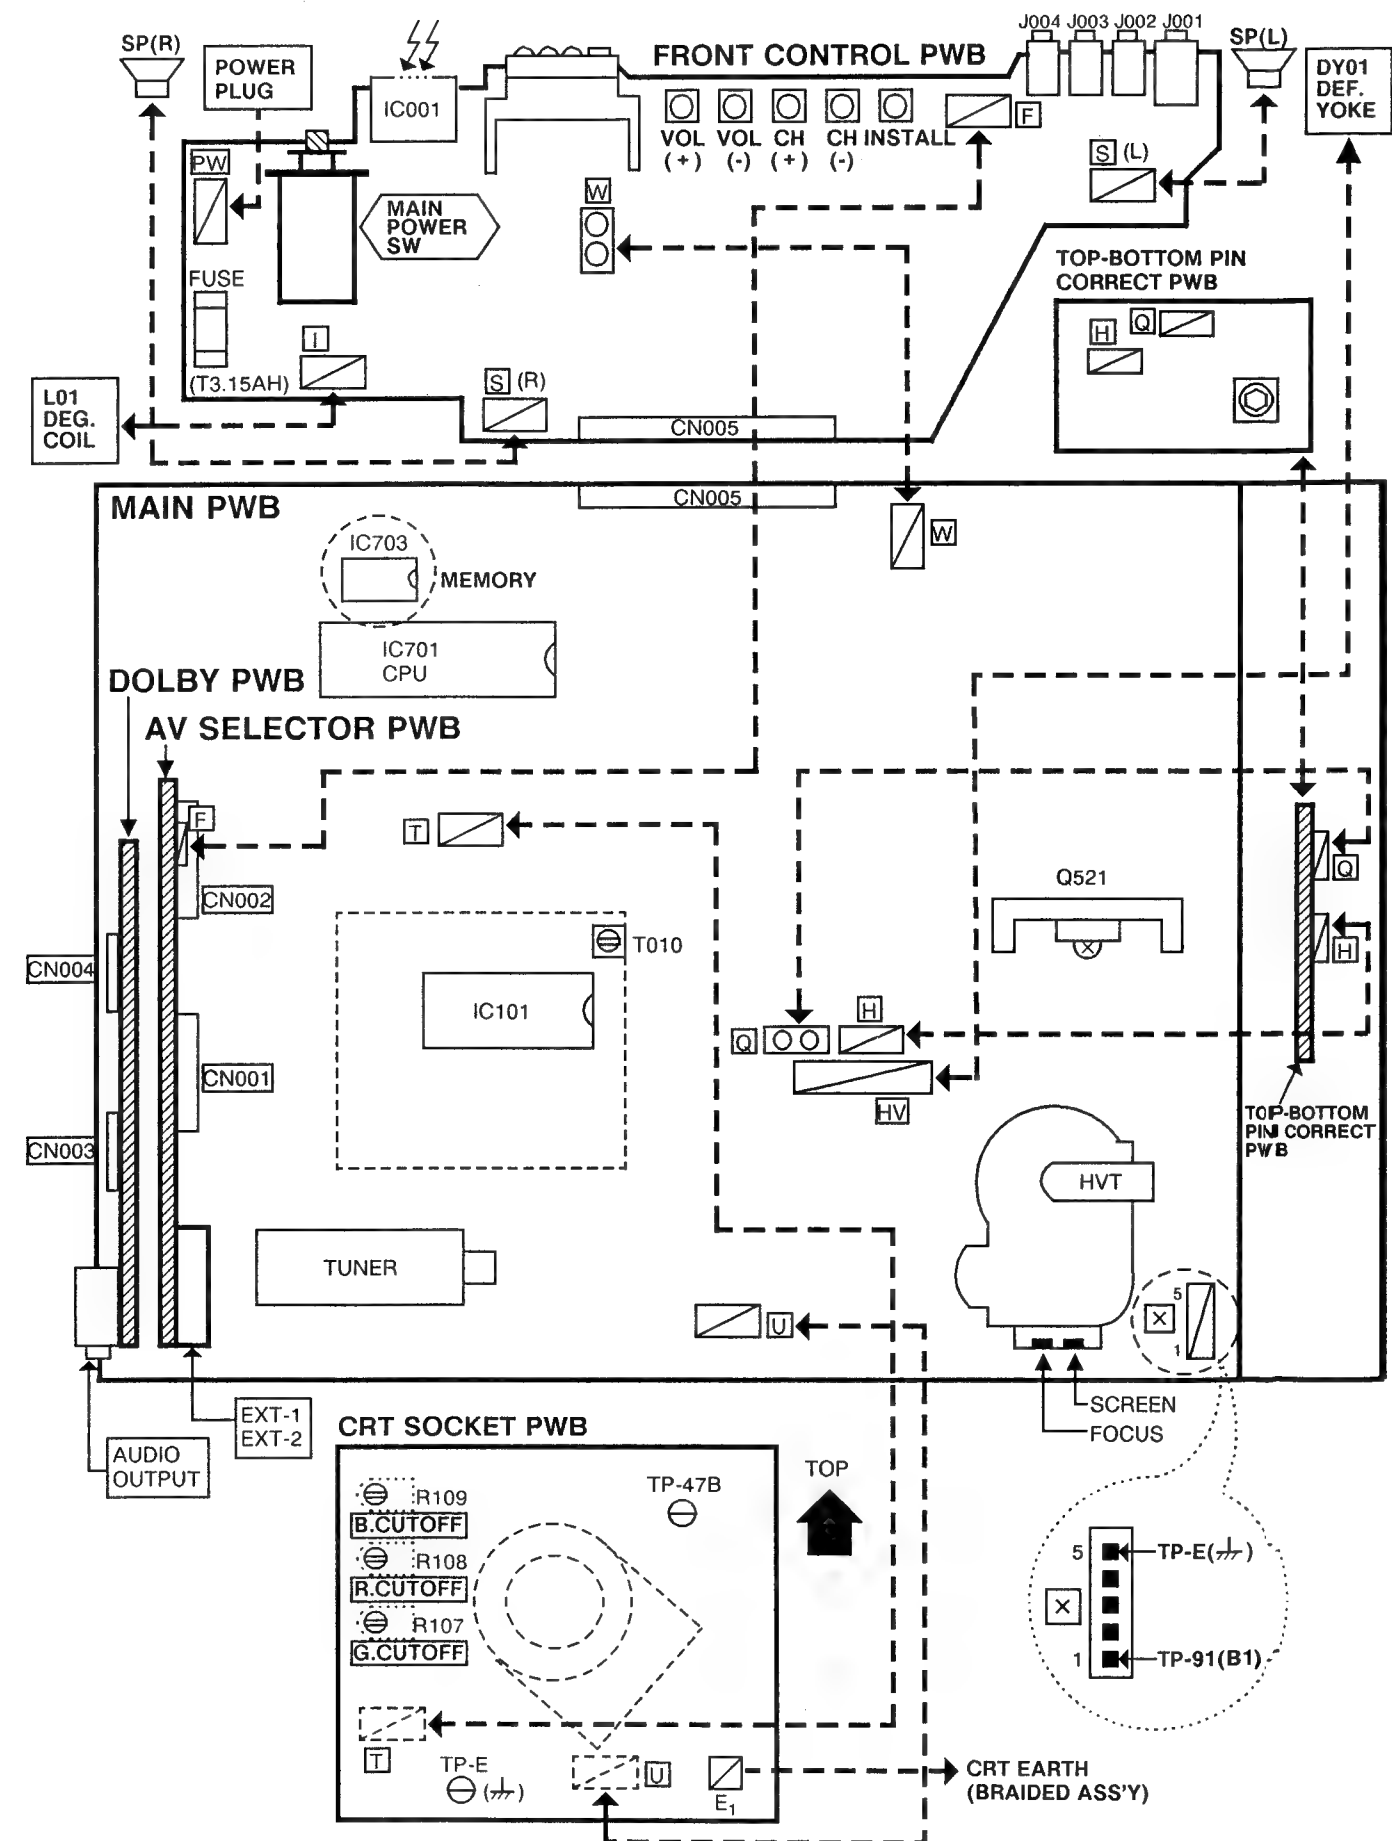 J004 J003 J002 J001
SP(R)
POWER
PLUG
IC001
FRONT CONTROL PWB
SP(L)
DY01
DEF.
YOKE
VOL
(+)
VOL
(-)
CH
(+)
CH
(-)
INSTALL
F
S (L)
PW
MAIN
POWER
SW
W
FUSE
(T3.15AH)
I
S (R)
L01
DEG.
COIL
CN005
TOP-BOTTOM PIN
CORRECT PWB
H
Q
MAIN PWB
CN005
W
IC703
MEMORY
IC701
CPU
DOLBY PWB
AV SELECTOR PWB
F
T
CN002
Q521
Q
H
CN004
T010
IC101
Q
H
HV
CN001
CN003
TOP-BOTTOM
PIN CORRECT
PWB
HVT
TUNER
U
5
X
1
SCREEN
FOCUS
EXT-1
EXT-2
AUDIO
OUTPUT
CRT SOCKET PWB
R109
B.CUTOFF
R108
R.CUTOFF
R107
G.CUTOFF
TP-47B
TOP
5
TP-E()
X
1
TP-91(B1)
T
TP-E
()
U
E1
CRT EARTH
(BRAIDED ASS'Y)